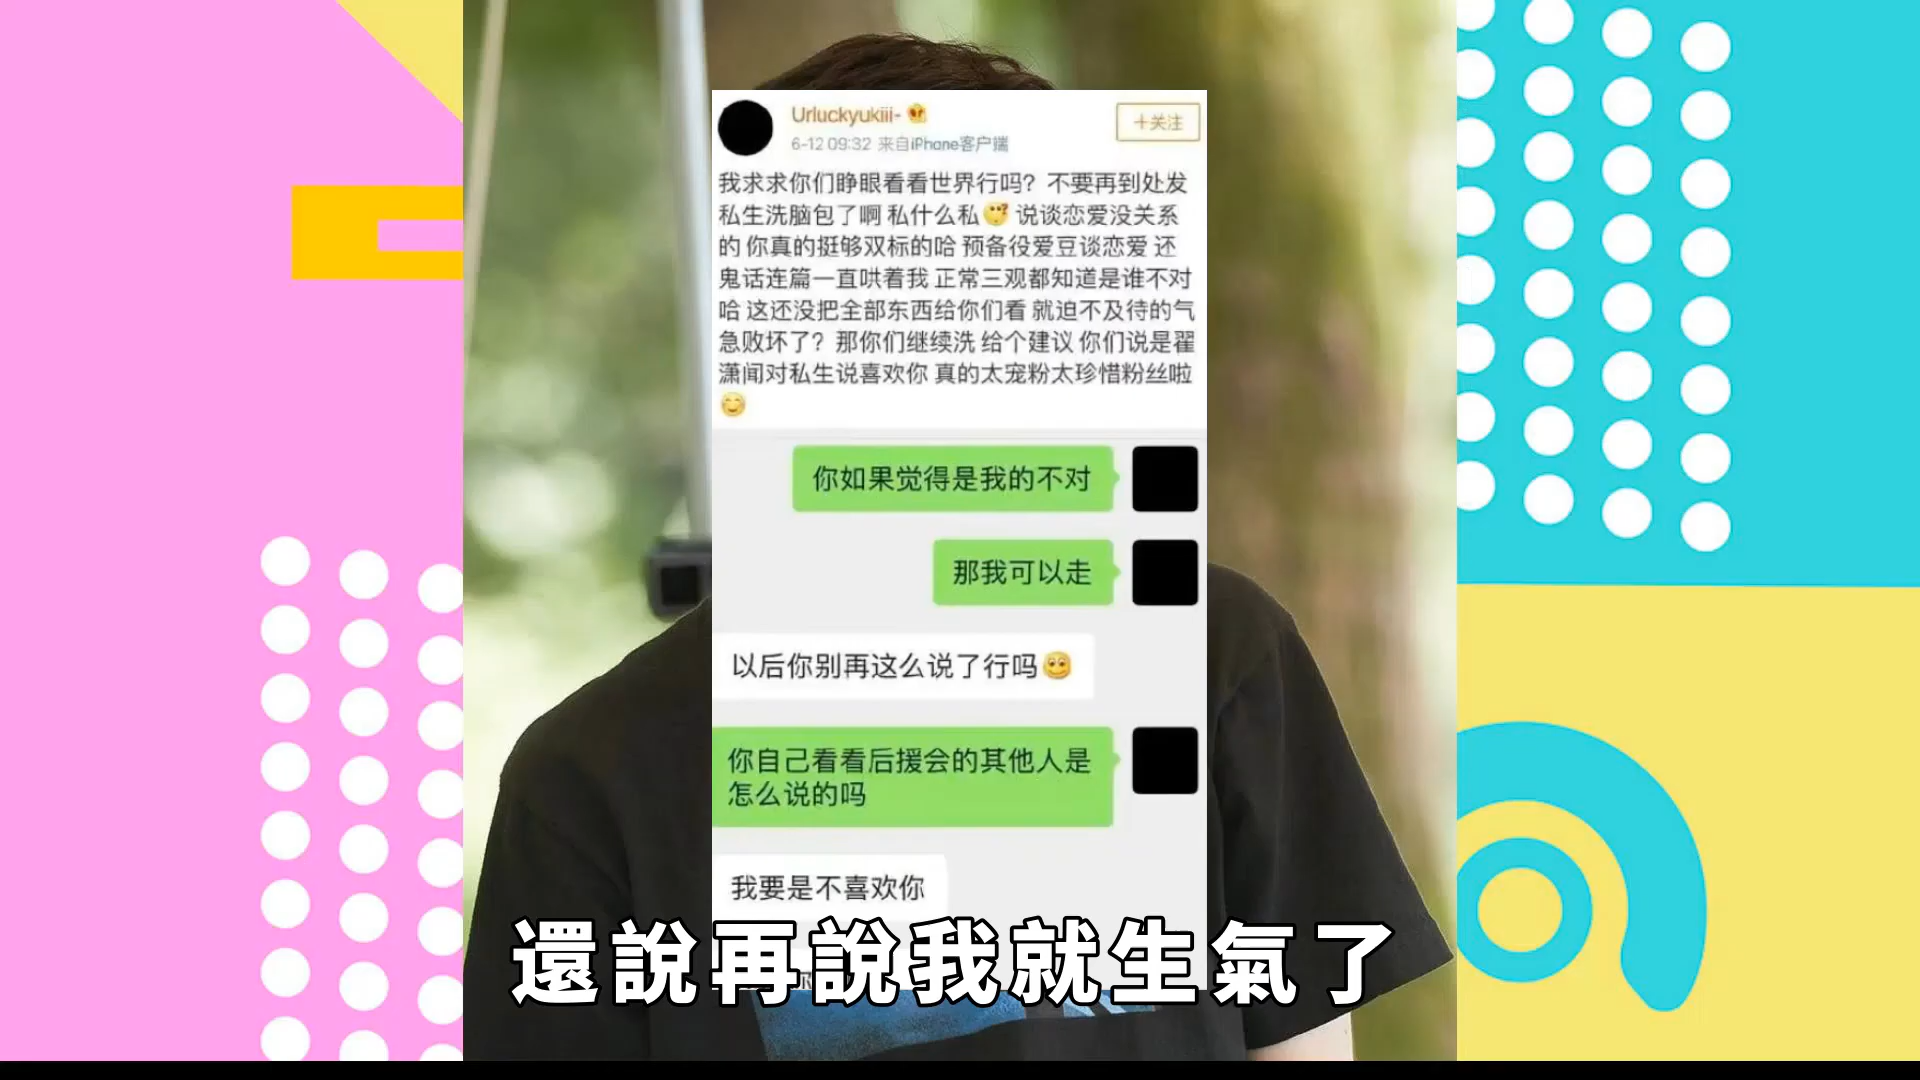 Urluckyukiii-
+关注
6-12 09:32 来自iPhone客户端
我求求你们睁眼看看世界行吗？不要再到处发
私生洗脑包了啊 私什么私 说谈恋爱没关系
的 你真的挺够双标的哈 预备役爱豆谈恋爱 还
鬼话连篇一直哄着我 正常三观都知道是谁不对
哈 这还没把全部东西给你们看 就迫不及待的气
急败坏了？那你们继续洗 给个建议 你们说是翟
潇闻对私生说喜欢你 真的太宠粉太珍惜粉丝啦
你如果觉得是我的不对
那我可以走
以后你别再这么说了行吗
你自己看看后援会的其他人是
怎么说的吗
我要是不喜欢你
還說再說我就生氣了